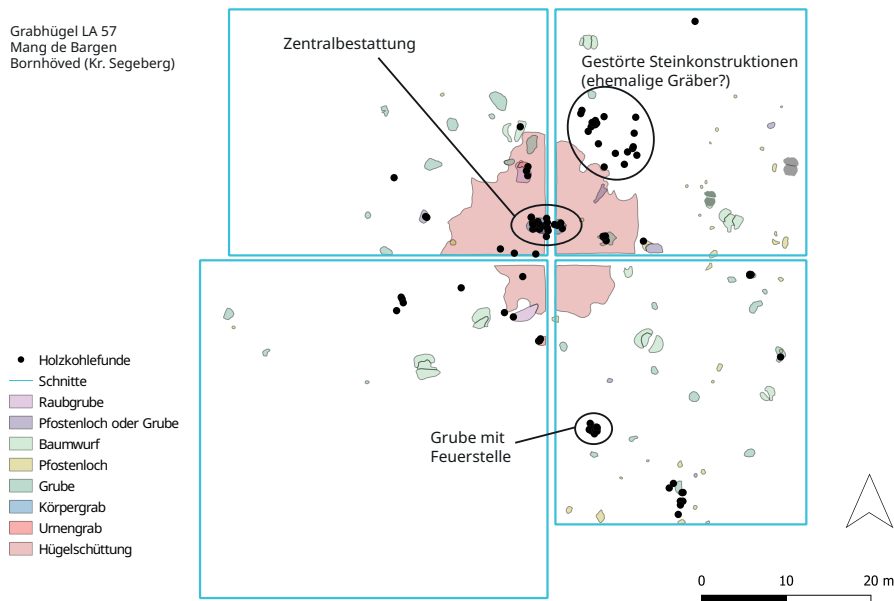 Grabhügel LA 57
Mang de Bargen
Bornhöved (Kr. Segeberg)
Zentralbestattung
Gestörte Steinkonstruktionen
(ehemalige Gräber?)
Grube mit
Feuerstelle
Holzkohlefunde
Schnitte
Raubgrube
Pfostenloch oder Grube
Baumwurf
Pfostenloch
Grube
Körpergrab
Urnengrab
Hügelschüttung
0 10 20 m